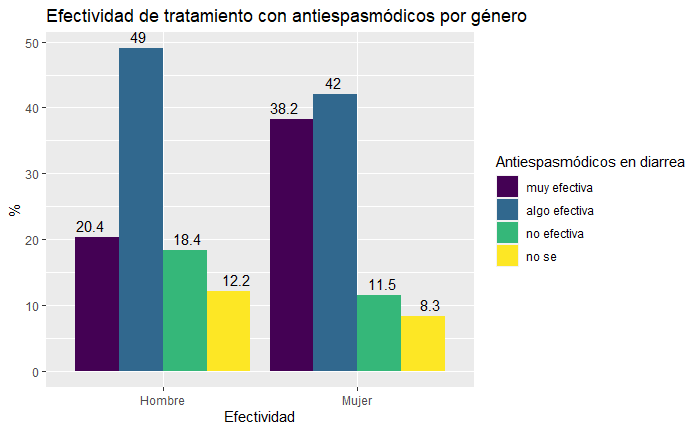 Efectividad de tratamiento con antiespasmódicos por género
50
40
30
20
10
0
%
20.4
49
18.4
12.2
38.2
42
11.5
8.3
Hombre
Mujer
Efectividad
Antiespasmódicos en diarrea
muy efectiva
algo efectiva
no efectiva
no se